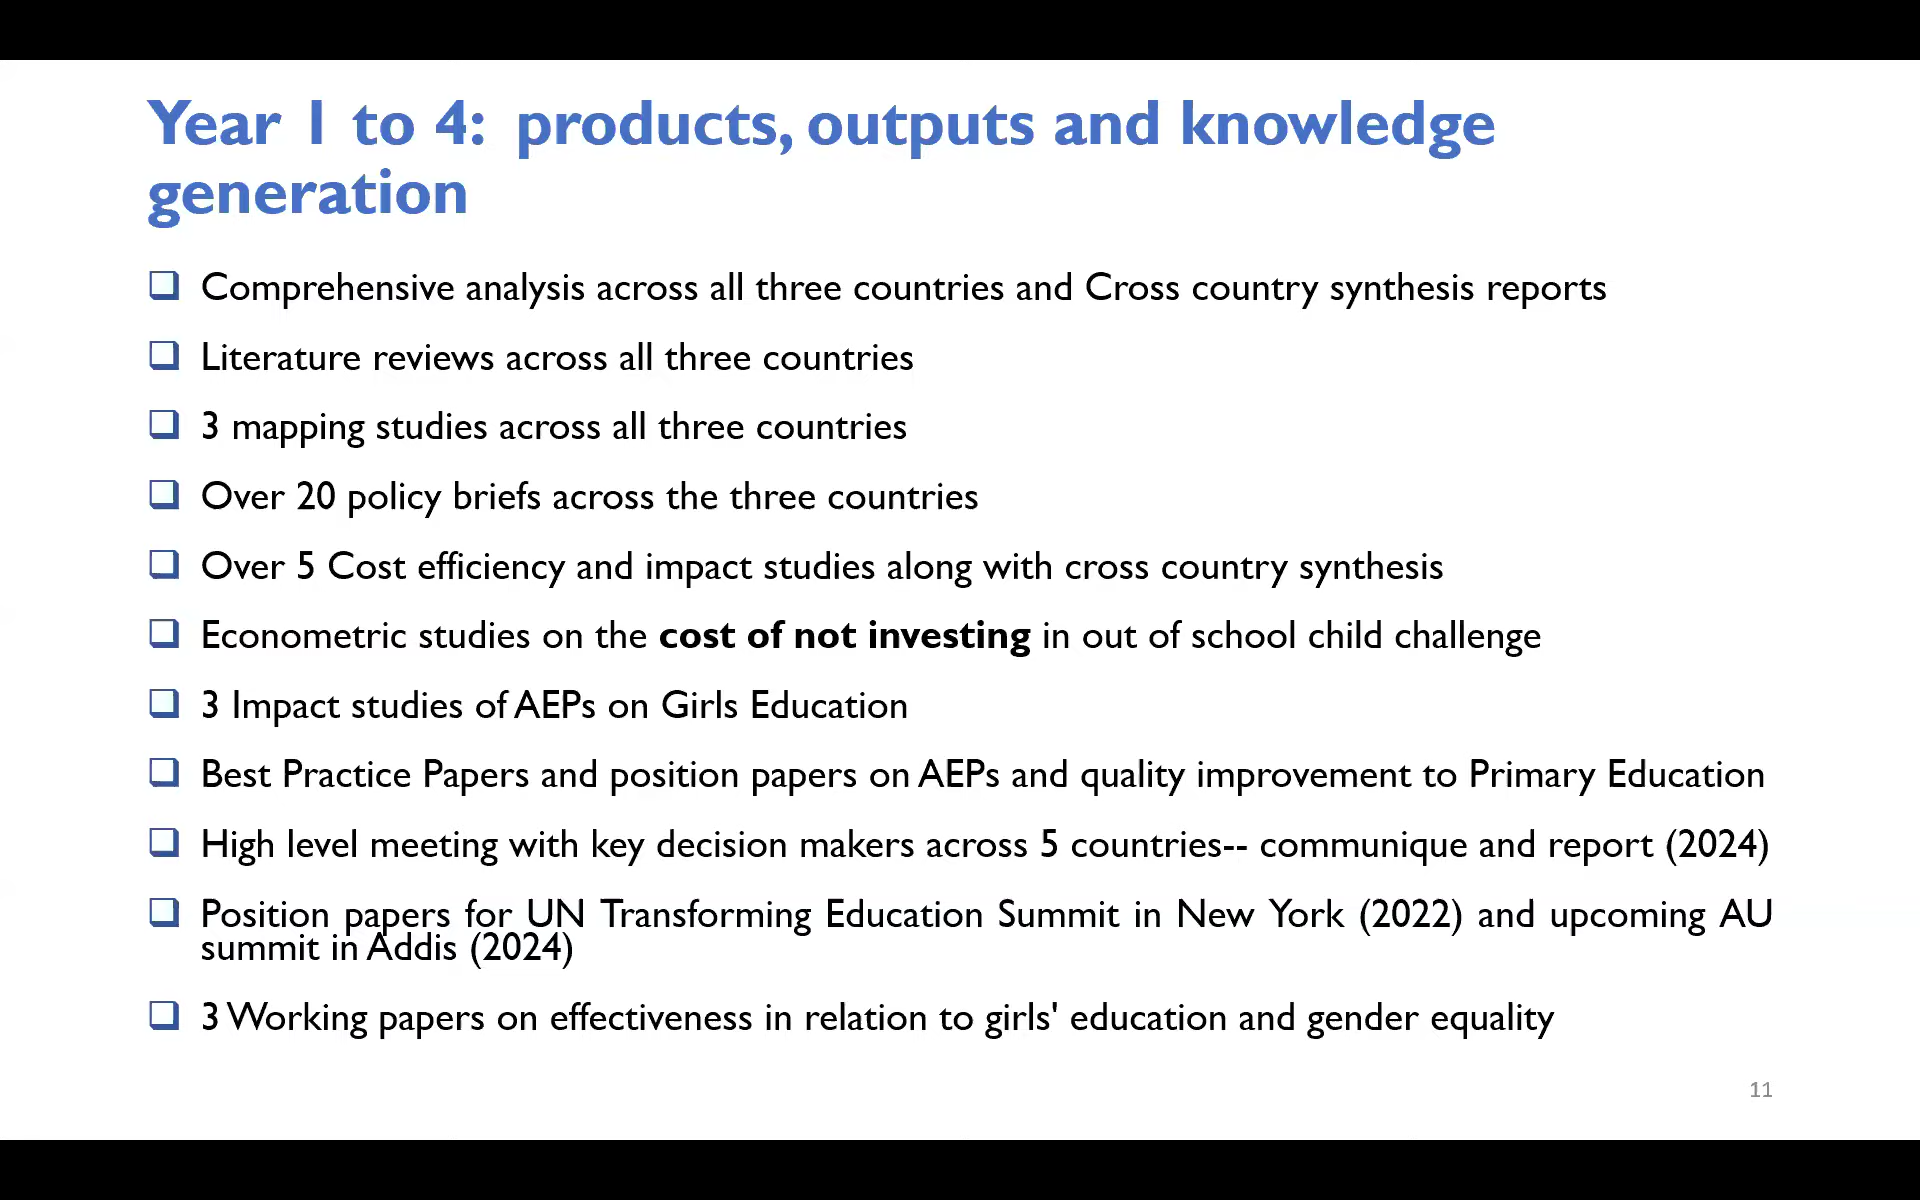 Year 1 to 4: products, outputs and knowledge
generation
Comprehensive analysis across all three countries and Cross country synthesis reports
Literature reviews across all three countries
3 mapping studies across all three countries
Over 20 policy briefs across the three countries
Over 5 Cost efficiency and impact studies along with cross country synthesis
Econometric studies on the cost of not investing in out of school child challenge
3 Impact studies of AEPs on Girls Education
Best Practice Papers and position papers on AEPs and quality improvement to Primary Education
High level meeting with key decision makers across 5 countries-- communique and report (2024)
Position papers for UN Transforming Education Summit in New York (2022) and upcoming AU
summit in Addis (2024)
3 Working papers on effectiveness in relation to girls' education and gender equality
11